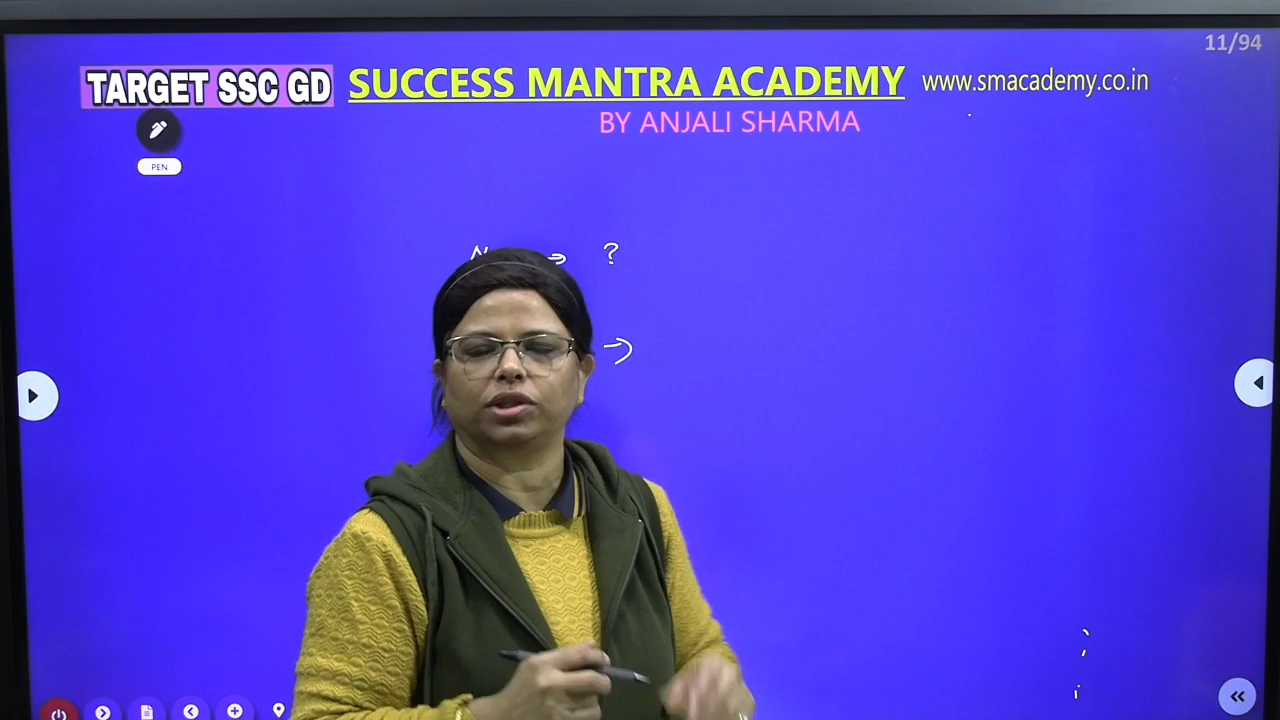 11/94
TARGET SSC GD SUCCESS MANTRA ACADEMY www.smacademy.co.in
BY ANJALI SHARMA
PEN
?